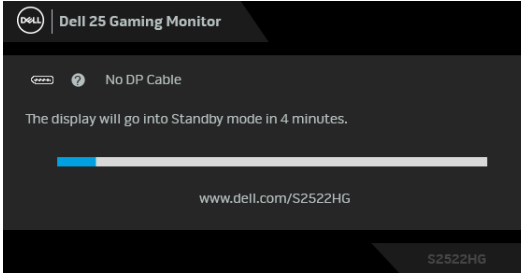 DELL
Dell 25 Gaming Monitor
? No DP Cable
The display will go into Standby mode in 4 minutes.
www.dell.com/S2522HG
S2522HG